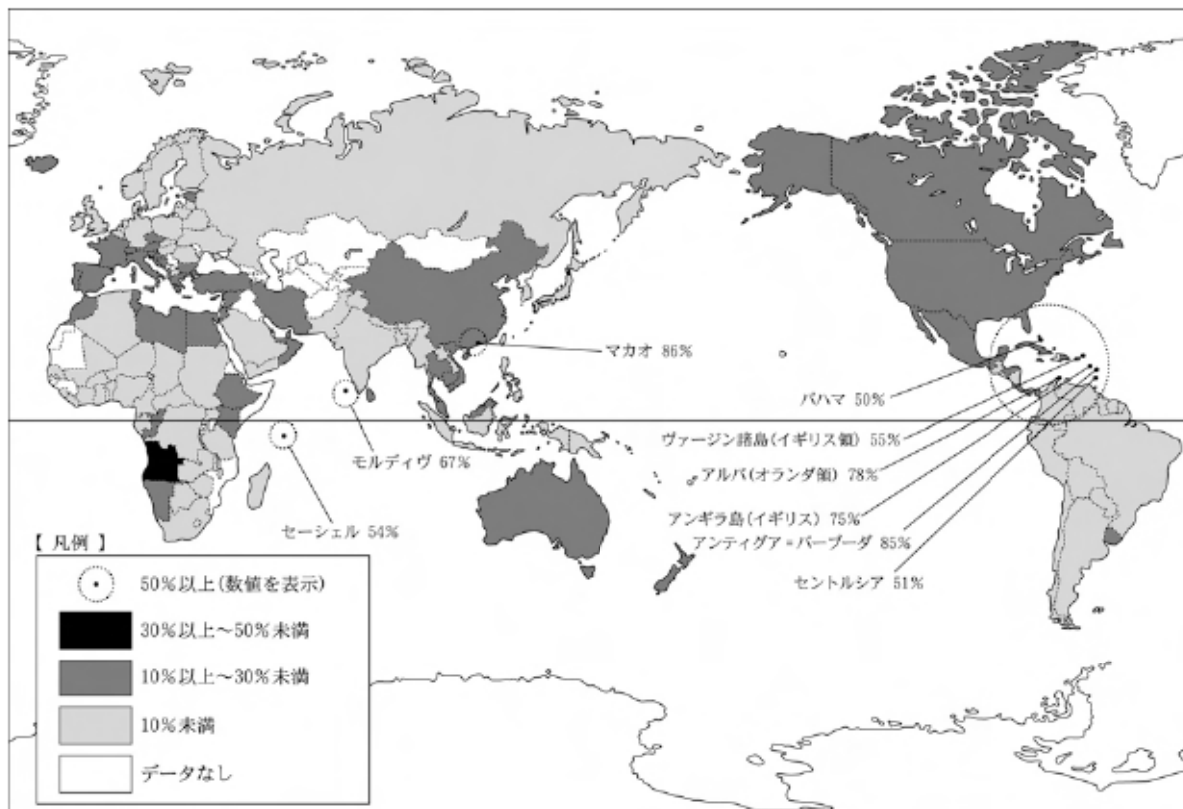 マカオ 86%
バハマ 50%
ヴァージン諸島(イギリス領) 55%
モルディヴ 67%
アルバ(オランダ領) 78%
アンギラ島(イギリス) 75%
セーシェル 54%
アンティグア=バーブーダ 85%
セントルシア 51%
【 凡例 】
50%以上(数値を表示)
30%以上～50%未満
10%以上～30%未満
10%未満
データなし